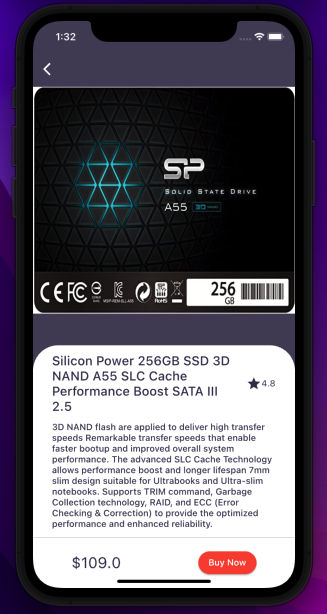 1:32
SP
SOLID STATE DRIVE
A55
CE FC
RoHS
256
GB
Silicon Power 256GB SSD 3D
NAND A55 SLC Cache
Performance Boost SATA III
2.5
4.8
3D NAND flash are applied to deliver high transfer
speeds Remarkable transfer speeds that enable
faster bootup and improved overall system
performance. The advanced SLC Cache Technology
allows performance boost and longer lifespan 7mm
slim design suitable for Ultrabooks and Ultra-slim
notebooks. Supports TRIM command, Garbage
Collection technology, RAID, and ECC (Error
Checking & Correction) to provide the optimized
performance and enhanced reliability.
$109.0
Buy Now